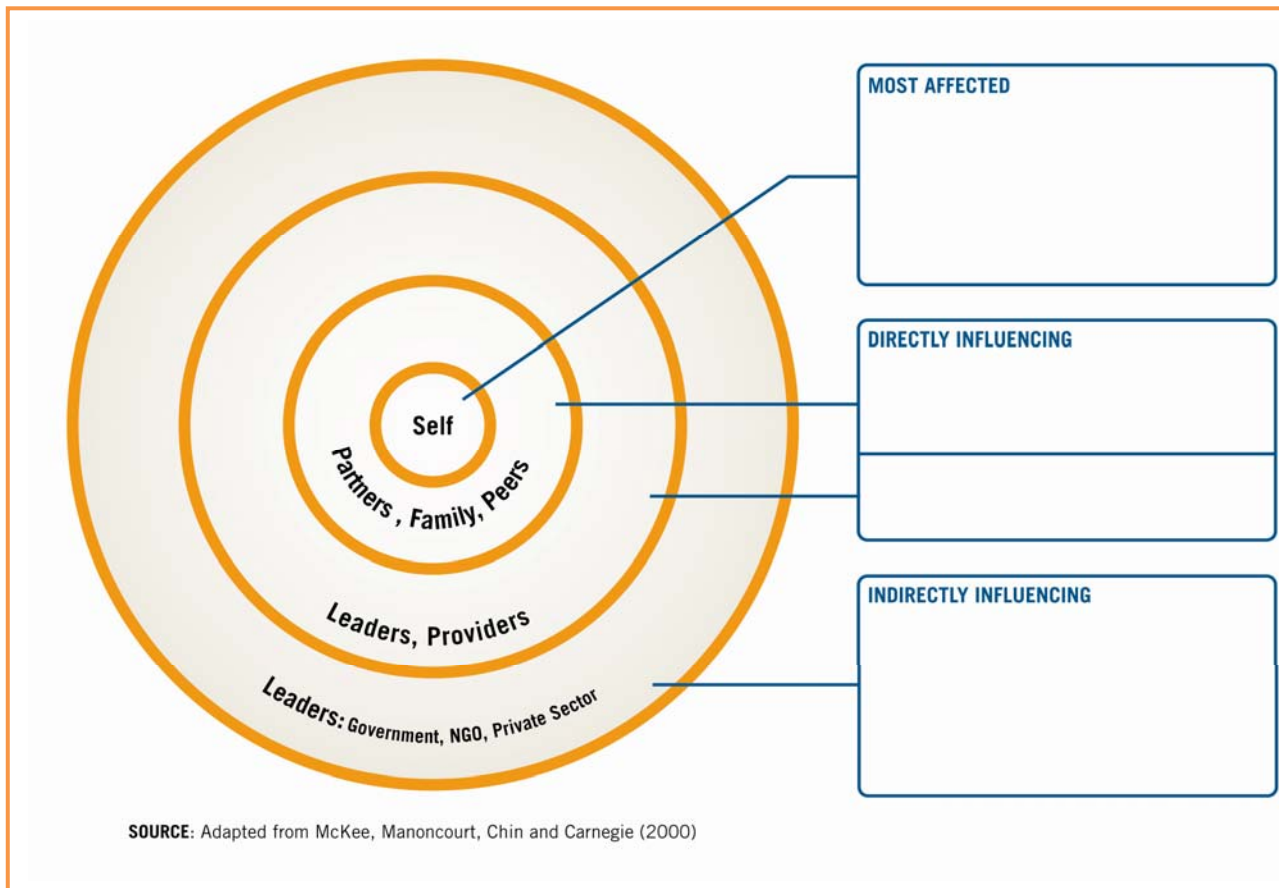 MOST AFFECTED
DIRECTLY INFLUENCING
INDIRECTLY INFLUENCING
Self
Partners , Family, Peers
Leaders, Providers
Leaders: Government, NGO, Private Sector
SOURCE: Adapted from McKee, Manoncourt, Chin and Carnegie (2000)